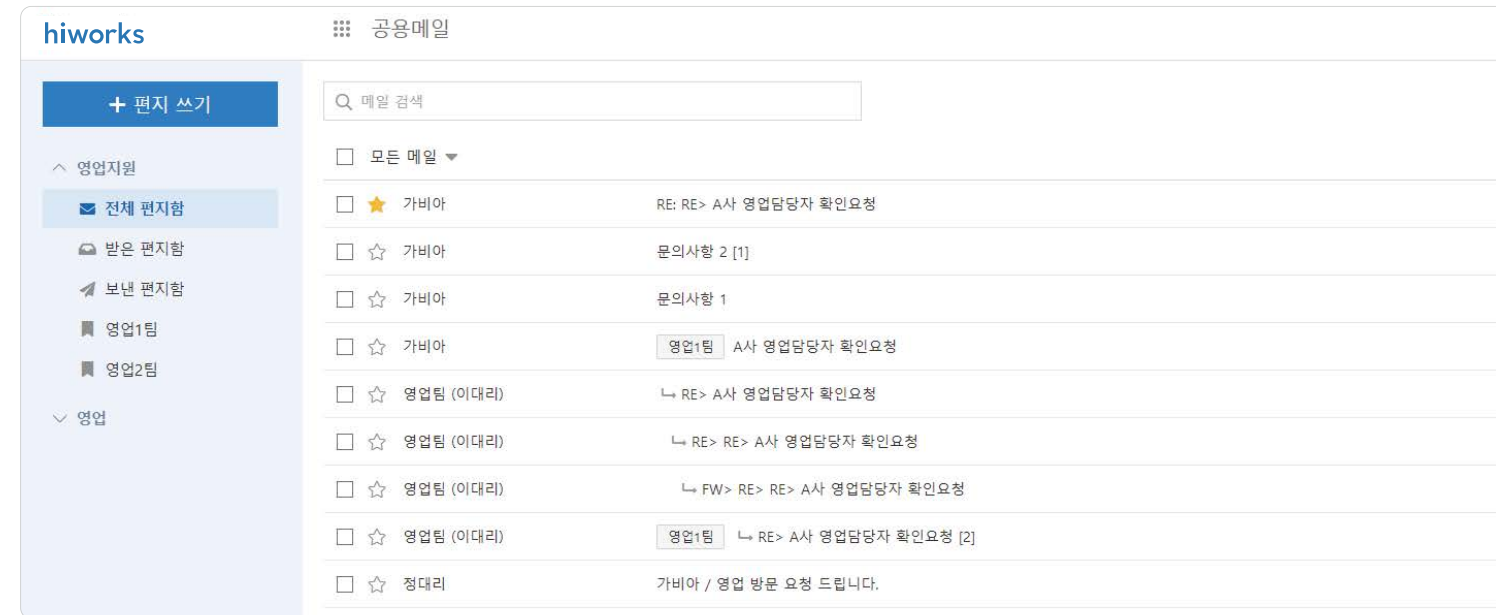 hiworks
공용메일
편지 쓰기
메일 검색
영업지원
전체 편지함
받은 편지함
보낸 편지함
영업1팀
영업2팀
영업
모든 메일
가비아 RE: RE> A사 영업담당자 확인요청
가비아 문의사항 2 [1]
가비아 문의사항 1
가비아 영업1팀 A사 영업담당자 확인요청
영업팀 (이대리) RE> A사 영업담당자 확인요청
영업팀 (이대리) RE> RE> A사 영업담당자 확인요청
영업팀 (이대리) FW> RE> RE> A사 영업담당자 확인요청
영업팀 (이대리) 영업1팀 RE> A사 영업담당자 확인요청 [2]
정대리 가비아 / 영업 방문 요청 드립니다.